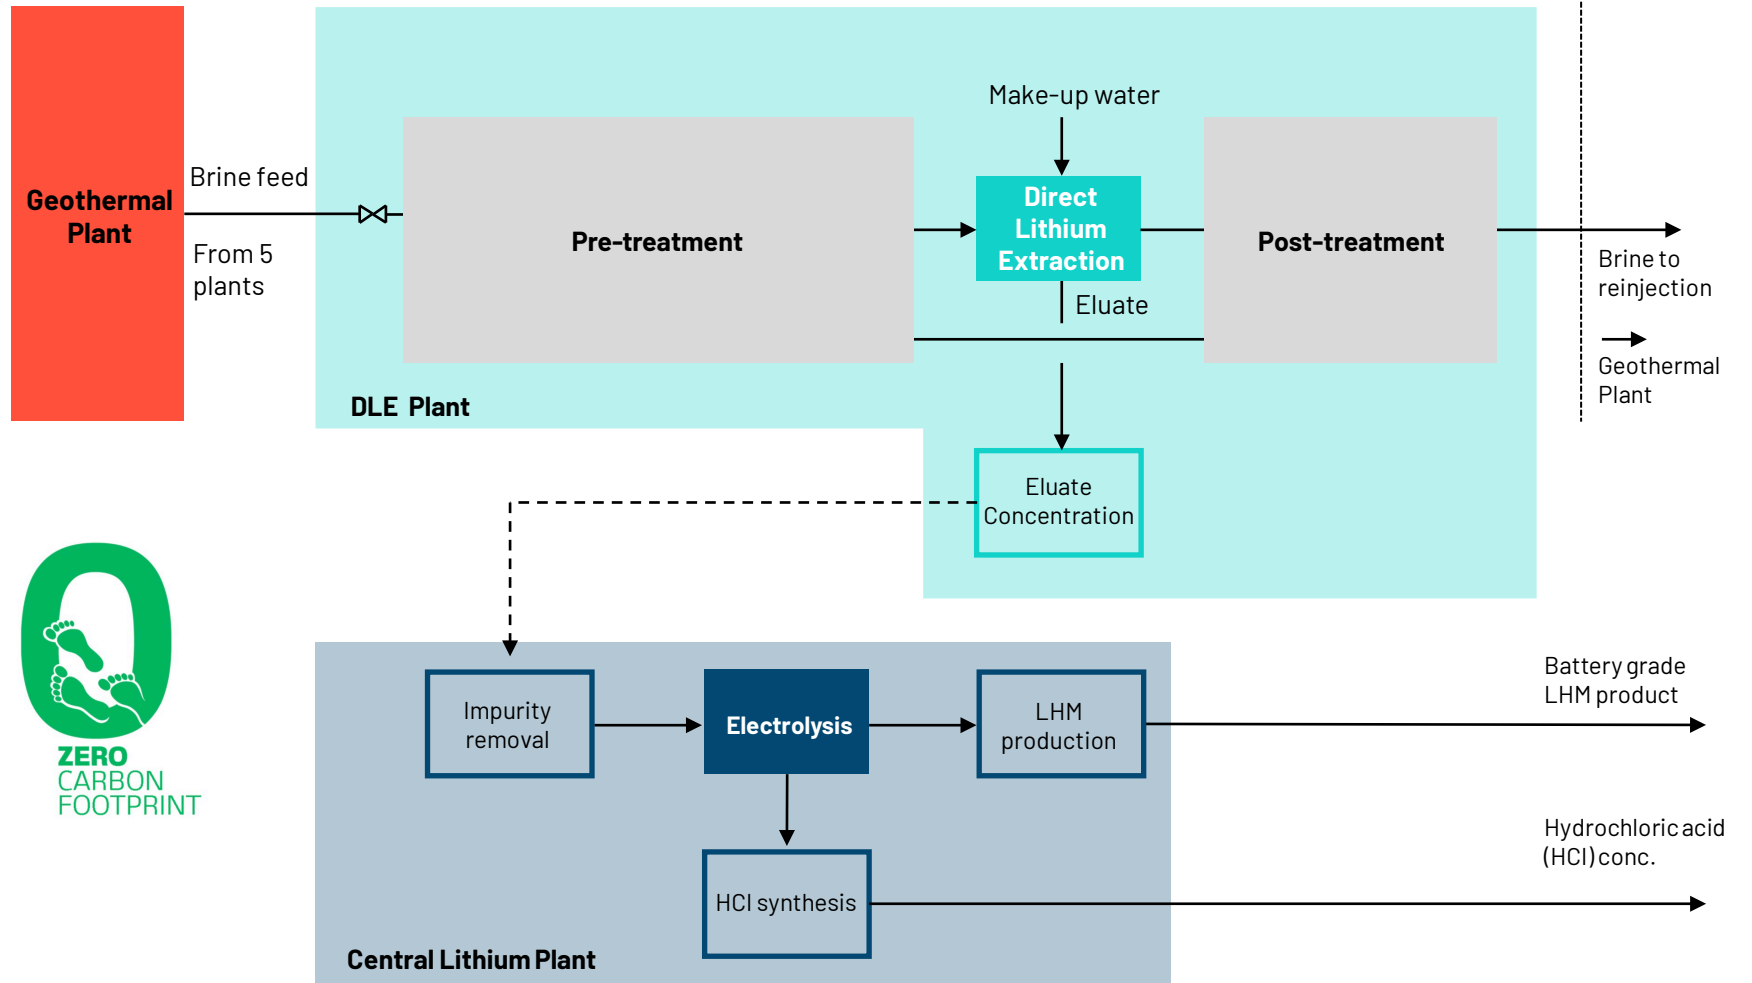 Geothermal
Plant
Brine feed
From 5
plants
Pre-treatment
Make-up water
Direct
Lithium
Extraction
Eluate
Post-treatment
Brine to
reinjection
Geothermal
Plant
DLE Plant
Eluate
Concentration
ZERO
CARBON
FOOTPRINT
Impurity
removal
Electrolysis
LHM
production
Battery grade
LHM product
HCl synthesis
Hydrochloric acid
(HCl) conc.
Central Lithium Plant